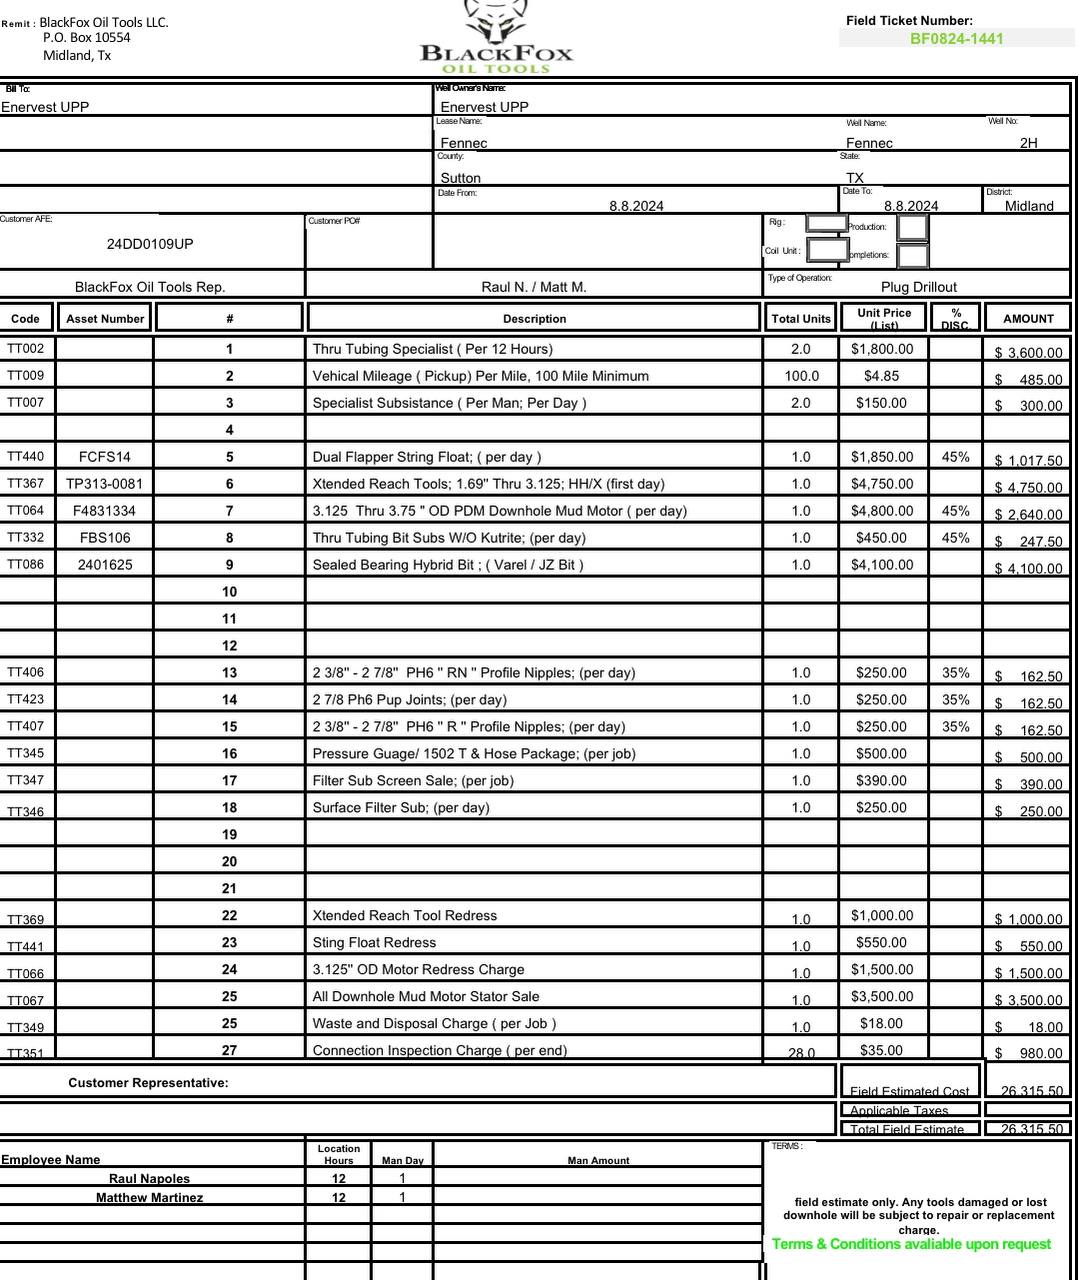 Remit : BlackFox Oil Tools LLC.
P.O. Box 10554
Midland, Tx
BLACKFOX
OIL TOOLS
Field Ticket Number:
BF0824-1441
Bill To:
Enervest UPP
Well Owner's Name:
Enervest UPP
Lease Name: Well Name: Well No:
Fennec Fennec 2H
County: State:
Sutton TX
Date From: Date To: District:
8.8.2024 8.8.2024 Midland
Customer AFE: Customer PO# Rig : Production:
24DD0109UP
Coil Unit : ompletions:
BlackFox Oil Tools Rep. Raul N. / Matt M. Type of Operation: Plug Drillout
Code Asset Number # Description Total Units Unit Price (List) % DISC. AMOUNT
TT002 1 Thru Tubing Specialist ( Per 12 Hours) 2.0 $1,800.00 $ 3,600.00
TT009 2 Vehical Mileage ( Pickup) Per Mile, 100 Mile Minimum 100.0 $4.85 $ 485.00
TT007 3 Specialist Subsistance ( Per Man; Per Day ) 2.0 $150.00 $ 300.00
4
TT440 FCFS14 5 Dual Flapper String Float; ( per day ) 1.0 $1,850.00 45% $ 1,017.50
TT367 TP313-0081 6 Xtended Reach Tools; 1.69" Thru 3.125; HH/X (first day) 1.0 $4,750.00 $ 4,750.00
TT064 F4831334 7 3.125 Thru 3.75 " OD PDM Downhole Mud Motor ( per day) 1.0 $4,800.00 45% $ 2,640.00
TT332 FBS106 8 Thru Tubing Bit Subs W/O Kutrite; (per day) 1.0 $450.00 45% $ 247.50
TT086 2401625 9 Sealed Bearing Hybrid Bit ; ( Varel / JZ Bit ) 1.0 $4,100.00 $ 4,100.00
10
11
12
TT406 13 2 3/8" - 2 7/8" PH6 " RN " Profile Nipples; (per day) 1.0 $250.00 35% $ 162.50
TT423 14 2 7/8 Ph6 Pup Joints; (per day) 1.0 $250.00 35% $ 162.50
TT407 15 2 3/8" - 2 7/8" PH6 " R " Profile Nipples; (per day) 1.0 $250.00 35% $ 162.50
TT345 16 Pressure Guage/ 1502 T & Hose Package; (per job) 1.0 $500.00 $ 500.00
TT347 17 Filter Sub Screen Sale; (per job) 1.0 $390.00 $ 390.00
TT346 18 Surface Filter Sub; (per day) 1.0 $250.00 $ 250.00
19
20
21
TT369 22 Xtended Reach Tool Redress 1.0 $1,000.00 $ 1,000.00
TT441 23 Sting Float Redress 1.0 $550.00 $ 550.00
TT066 24 3.125" OD Motor Redress Charge 1.0 $1,500.00 $ 1,500.00
TT067 25 All Downhole Mud Motor Stator Sale 1.0 $3,500.00 $ 3,500.00
TT349 25 Waste and Disposal Charge ( per Job ) 1.0 $18.00 $ 18.00
TT351 27 Connection Inspection Charge ( per end) 28.0 $35.00 $ 980.00
Customer Representative: Field Estimated Cost 26,315.50
Applicable Taxes
Total Field Estimate 26,315.50
Employee Name Location Hours Man Day Man Amount TERMS :
Raul Napoles 12 1
Matthew Martinez 12 1
field estimate only. Any tools damaged or lost
downhole will be subject to repair or replacement
charge.
Terms & Conditions avaliable upon request